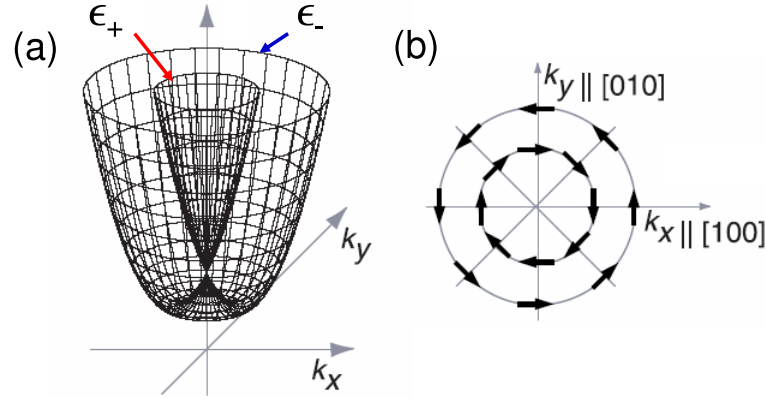 (a)
ϵ+
ϵ-
ky
kx
(b)
ky || [010]
kx || [100]